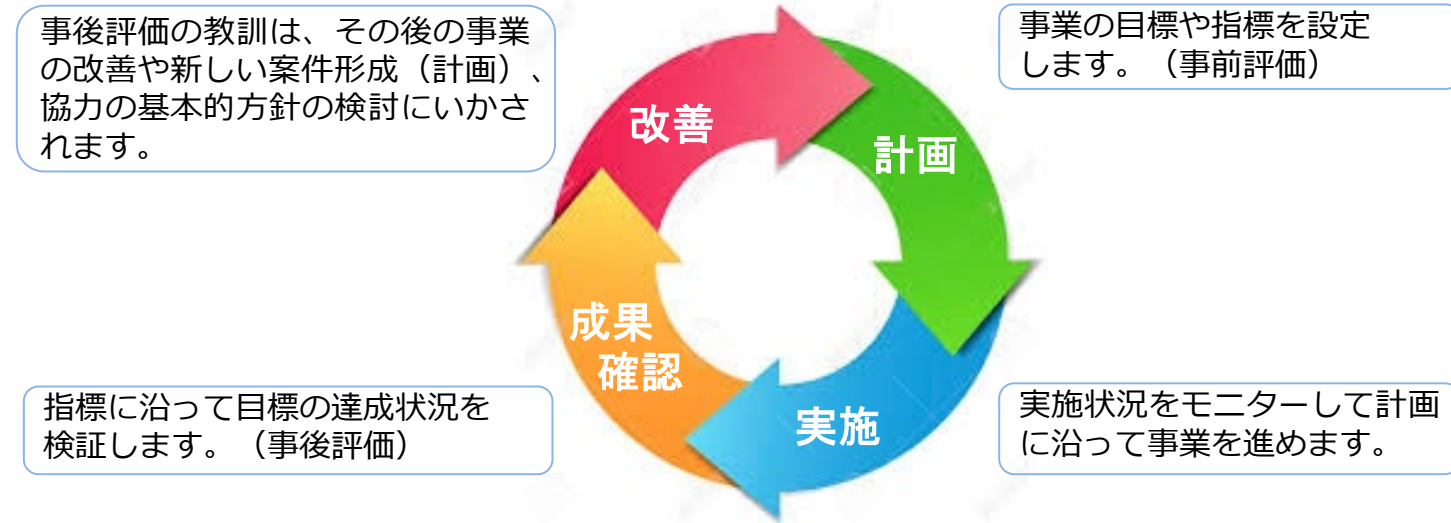 事後評価の教訓は、その後の事業
の改善や新しい案件形成（計画）、
協力の基本的方針の検討にいかさ
れます。
事業の目標や指標を設定
します。（事前評価）
改善
計画
成果
確認
実施
指標に沿って目標の達成状況を
検証します。（事後評価）
実施状況をモニターして計画
に沿って事業を進めます。